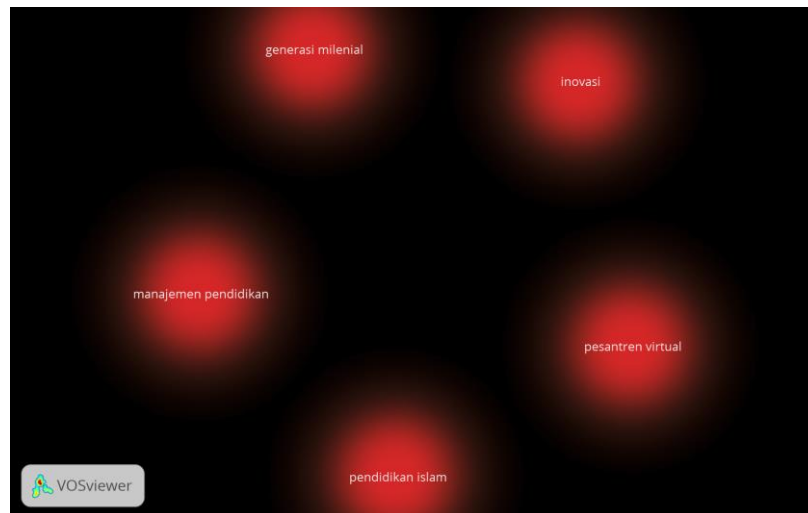 generasi milenial
inovasi
manajemen pendidikan
pesantren virtual
pendidikan islam
VOSviewer